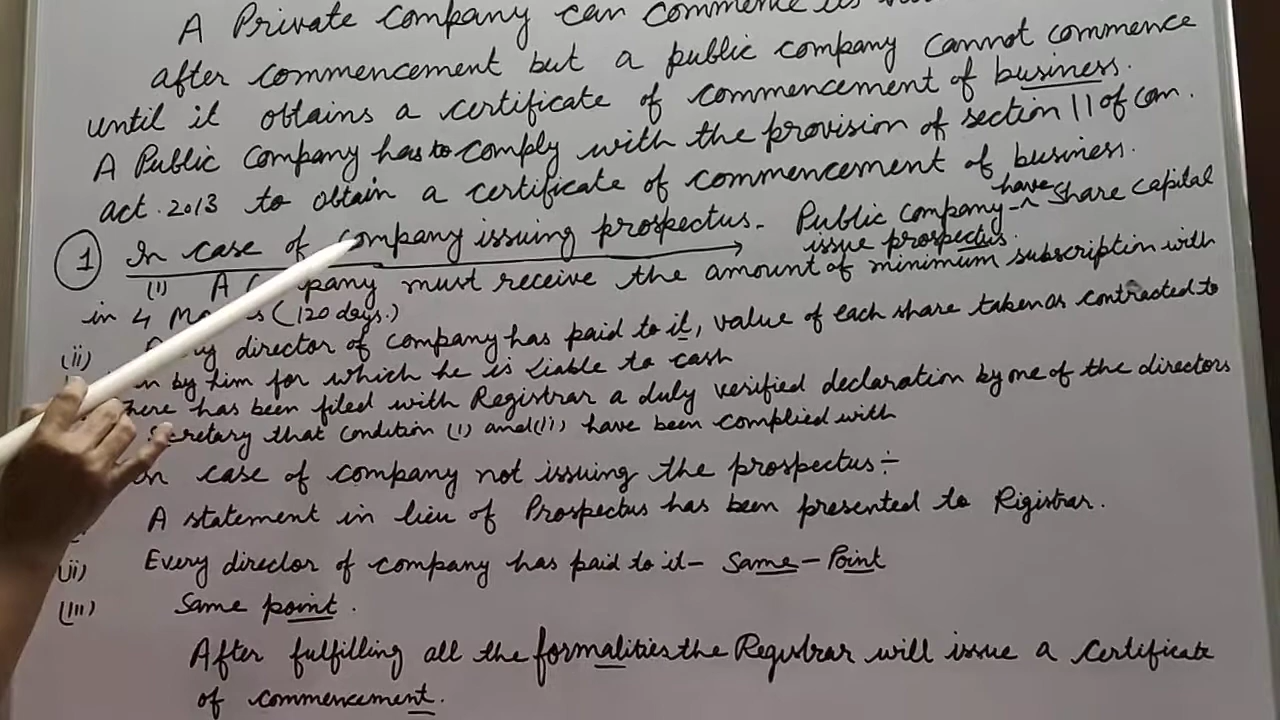 A Private Company can commence its
after commencement but a public company cannot commence
until it obtains a certificate of commencement of business.
A Public Company has to comply with the provision of section 11 of com.
act. 2013 to obtain a certificate of commencement of business.
① In case of company issuing prospectus - Public Company - have share capital
issue prospectus.
(i) A Company must receive the amount of minimum subscription with
in 4 (120 days.)
(ii) director of company has paid to it, value of each share taken or contracted to
by him for which he is liable to cash
here has been filed with Registrar a duly verified declaration by one of the directors
secretary that condition (i) and (ii) have been complied with
In case of company not issuing the prospectus :-
A statement in lieu of Prospectus has been presented to Rigistrar.
(ii) Every director of company has paid to it - Same - Point
(iii) Same point.
After fulfilling all the formalities the Registrar will issue a certificate
of commencement.